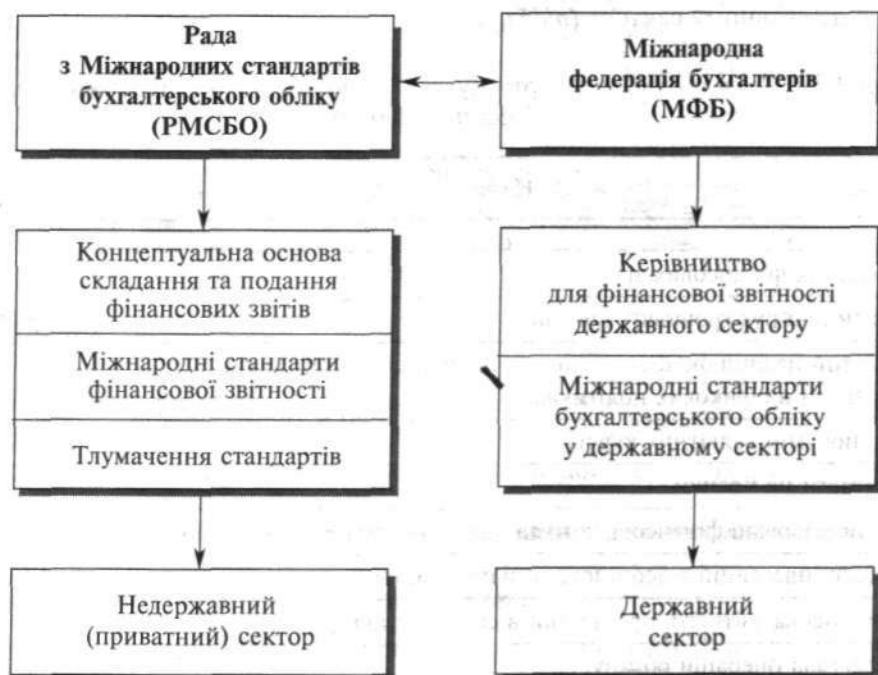 Рада
з Міжнародних стандартів
бухгалтерського обліку
(РМСБО)
Міжнародна
федерація бухгалтерів
(МФБ)
Концептуальна основа
складання та подання
фінансових звітів
Міжнародні стандарти
фінансової звітності
Тлумачення стандартів
Керівництво
для фінансової звітності
державного сектору
Міжнародні стандарти
бухгалтерського обліку
у державному секторі
Недержавний
(приватний) сектор
Державний
сектор